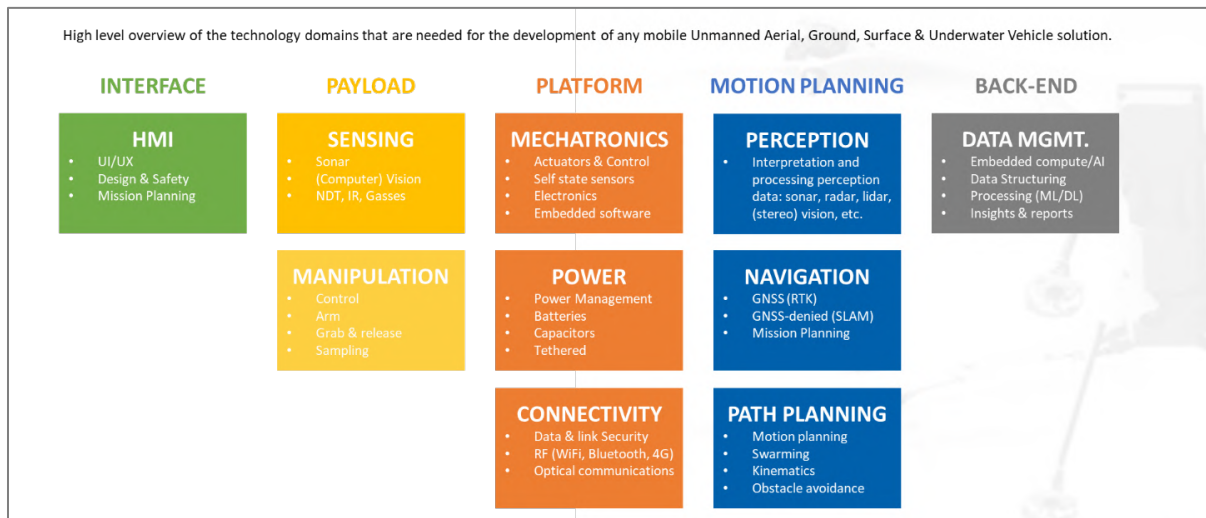 High level overview of the technology domains that are needed for the development of any mobile Unmanned Aerial, Ground, Surface & Underwater Vehicle solution.
INTERFACE
HMI
• UI/UX
• Design & Safety
• Mission Planning
PAYLOAD
SENSING
• Sonar
• (Computer) Vision
• NDT, IR, Gasses
MANIPULATION
• Control
• Arm
• Grab & release
• Sampling
PLATFORM
MECHATRONICS
• Actuators & Control
• Self state sensors
• Electronics
• Embedded software
POWER
• Power Management
• Batteries
• Capacitors
• Tethered
CONNECTIVITY
• Data & link Security
• RF (WiFi, Bluetooth, 4G)
• Optical communications
MOTION PLANNING
PERCEPTION
• Interpretation and
processing perception
data: sonar, radar, lidar,
(stereo) vision, etc.
NAVIGATION
• GNSS (RTK)
• GNSS-denied (SLAM)
• Mission Planning
PATH PLANNING
• Motion planning
• Swarming
• Kinematics
• Obstacle avoidance
BACK-END
DATA MGMT.
• Embedded compute/AI
• Data Structuring
• Processing (ML/DL)
• Insights & reports